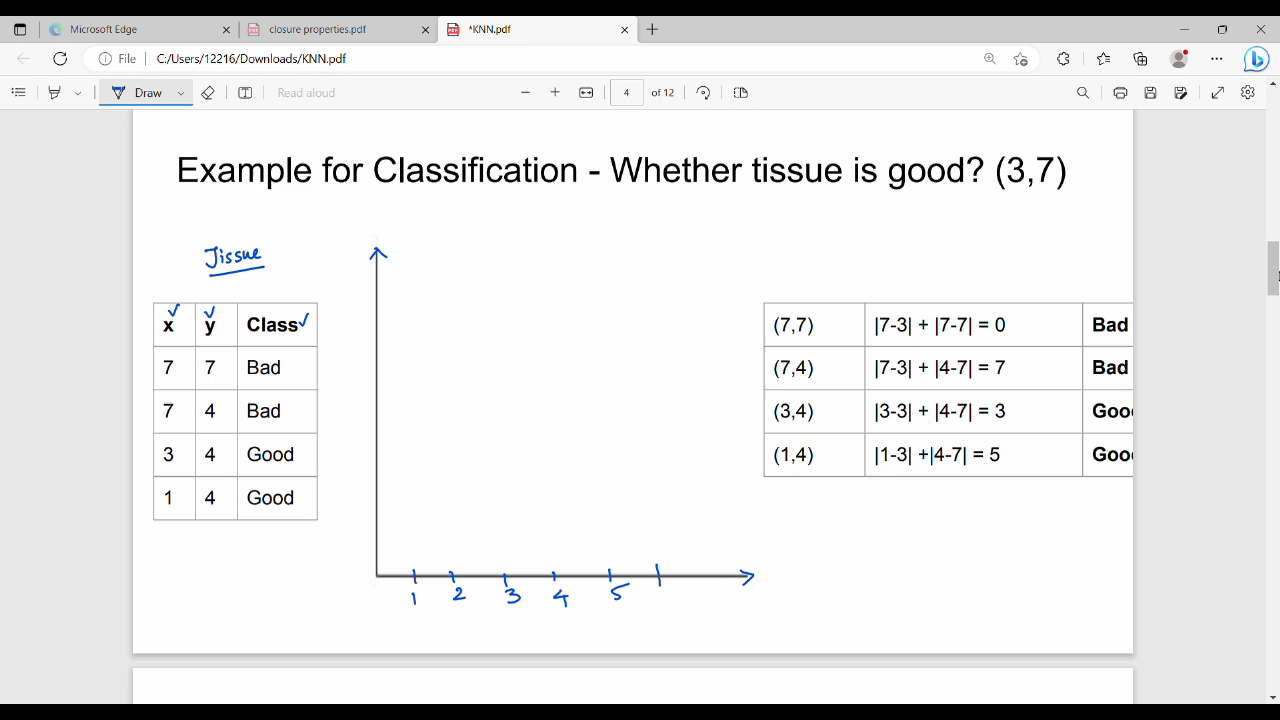 Microsoft Edge
closure properties.pdf
*KNN.pdf
File
C:/Users/12216/Downloads/KNN.pdf
Draw
Read aloud
4 of 12
Example for Classification - Whether tissue is good? (3,7)
Tissue
x y Class
7 7 Bad
7 4 Bad
3 4 Good
1 4 Good
(7,7) |7-3| + |7-7| = 0 Bad
(7,4) |7-3| + |4-7| = 7 Bad
(3,4) |3-3| + |4-7| = 3 Goo
(1,4) |1-3| +|4-7| = 5 Goo
1 2 3 4 5